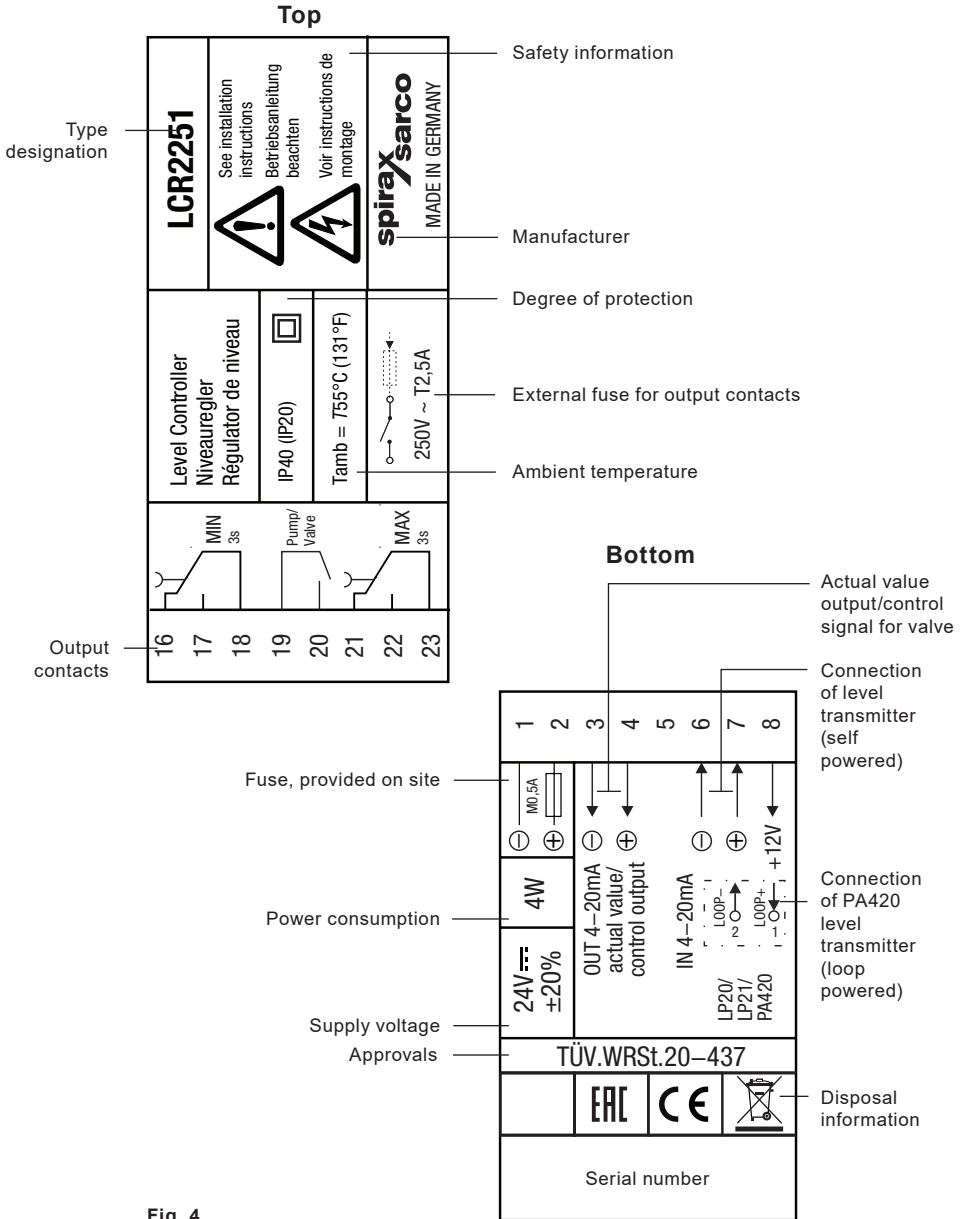 Top
Type
designation
LCR2251
See installation
instructions
Betriebsanleitung
beachten
Voir instructions de
montage
spirax
sarco
MADE IN GERMANY
Safety information
Manufacturer
Level Controller
Niveauregler
Régulator de niveau
IP40 (IP20)
Tamb = T55°C (131°F)
250V ~ T2,5A
Degree of protection
External fuse for output contacts
Ambient temperature
MIN
3s
Pump/
Valve
MAX
3s
Output
contacts
16
17
18
19
20
21
22
23
Bottom
Actual value
output/control
signal for valve
Connection
of level
transmitter
(self
powered)
1
2
3
4
5
6
7
8
Fuse, provided on site
M0,5A
+12V
Power consumption
4W
OUT 4–20mA
actual value/
control output
IN 4–20mA
LOOP–
2
LOOP+
1
LP20/
LP21/
PA420
Connection
of PA420
level
transmitter
(loop
powered)
Supply voltage
24V
±20%
Approvals
TÜV.WRSt.20–437
EAC
CE
Disposal
information
Serial number
Fig. 4